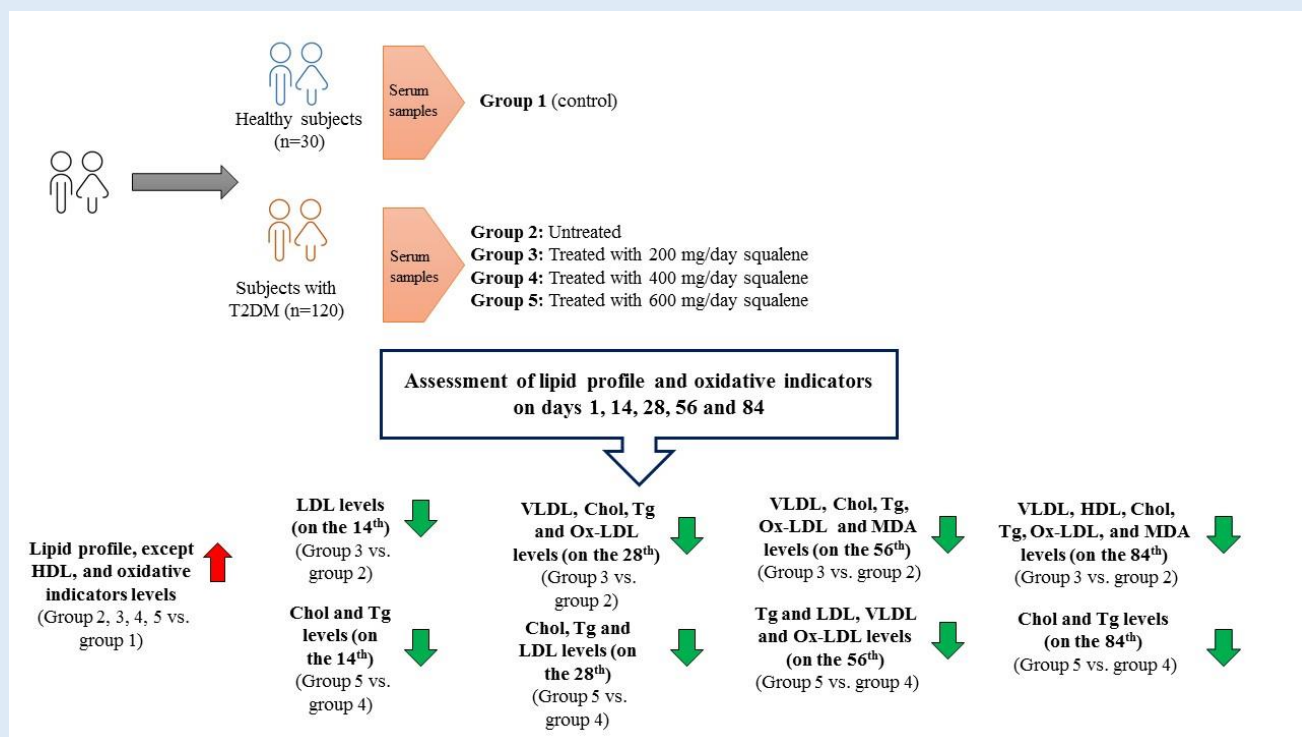 Healthy subjects
(n=30)
Serum
samples
Group 1 (control)
Subjects with
T2DM (n=120)
Serum
samples
Group 2: Untreated
Group 3: Treated with 200 mg/day squalene
Group 4: Treated with 400 mg/day squalene
Group 5: Treated with 600 mg/day squalene
Assessment of lipid profile and oxidative indicators
on days 1, 14, 28, 56 and 84
Lipid profile, except
HDL, and oxidative
indicators levels
(Group 2, 3, 4, 5 vs.
group 1)
LDL levels
(on the 14th)
(Group 3 vs.
group 2)
VLDL, Chol, Tg
and Ox-LDL
levels (on the 28th)
(Group 3 vs.
group 2)
VLDL, Chol, Tg,
Ox-LDL and MDA
levels (on the 56th)
(Group 3 vs. group 2)
VLDL, HDL, Chol,
Tg, Ox-LDL, and MDA
levels (on the 84th)
(Group 3 vs. group 2)
Chol and Tg
levels (on
the 14th)
(Group 5 vs.
group 4)
Chol, Tg and
LDL levels (on
the 28th)
(Group 5 vs.
group 4)
Tg and LDL, VLDL
and Ox-LDL levels
(on the 56th)
(Group 5 vs. group 4)
Chol and Tg levels
(on the 84th)
(Group 5 vs. group 4)